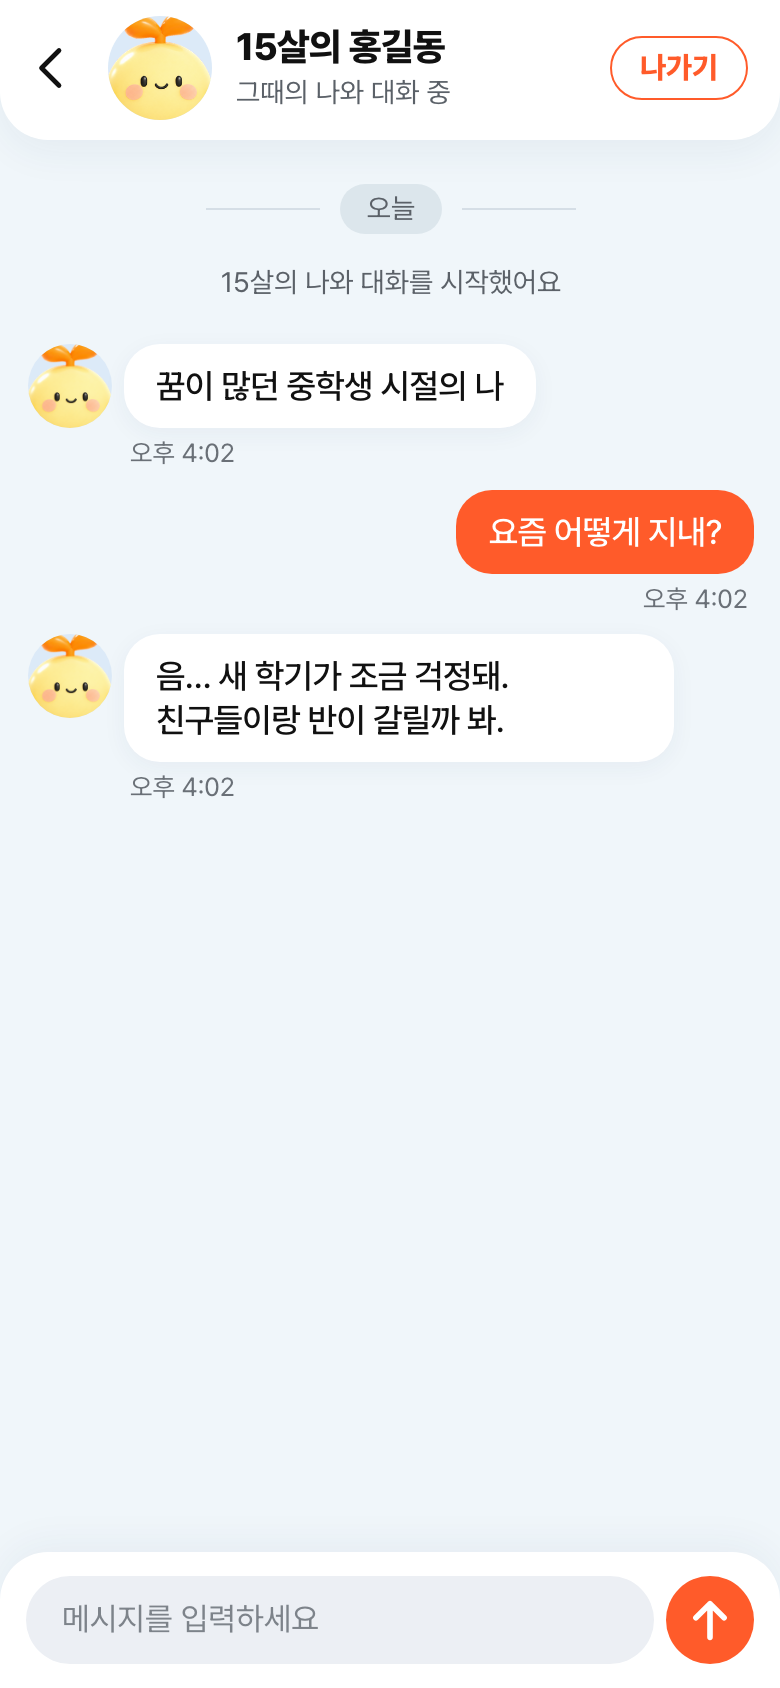 15살의 홍길동
그때의 나와 대화 중
나가기
오늘
15살의 나와 대화를 시작했어요
꿈이 많던 중학생 시절의 나
오후 4:02
요즘 어떻게 지내?
오후 4:02
음... 새 학기가 조금 걱정돼.
친구들이랑 반이 갈릴까 봐.
오후 4:02
메시지를 입력하세요